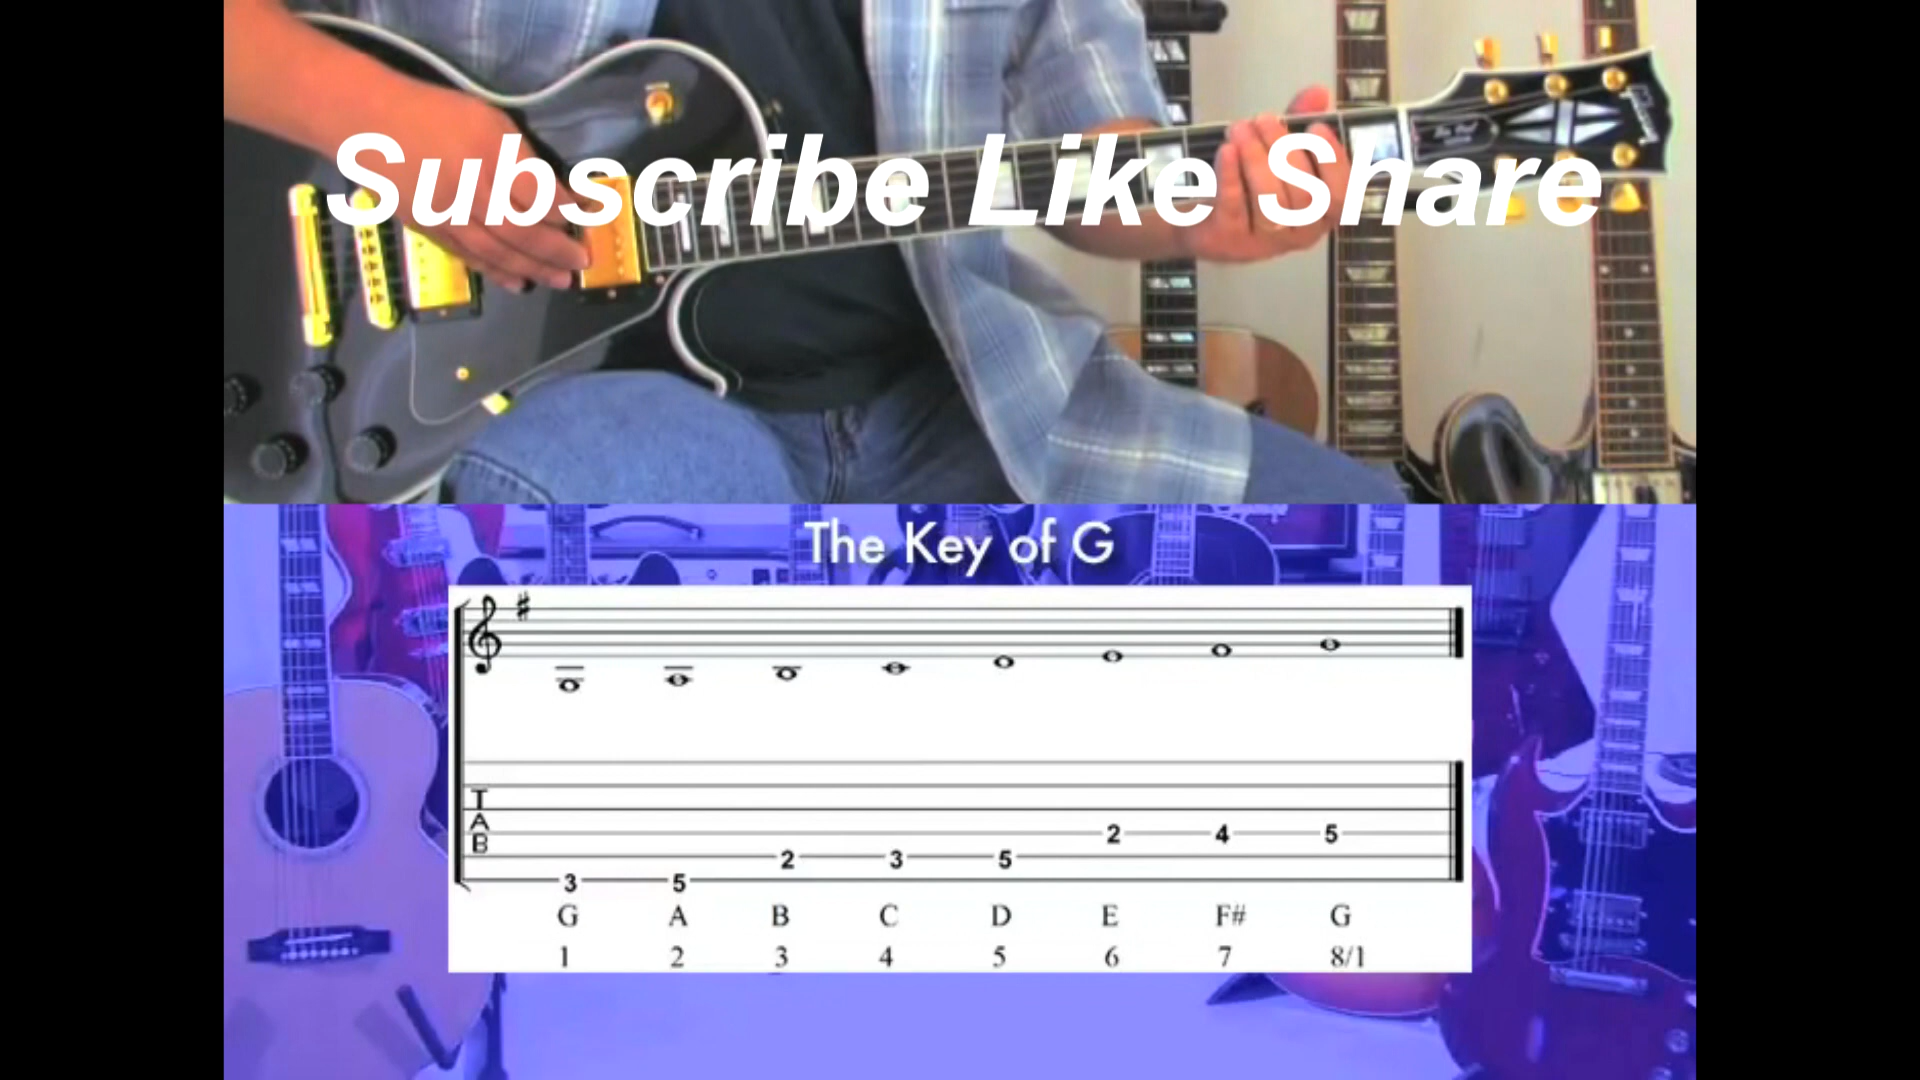 Subscribe Like Share
Gibson
The Key of G
T
A
B
2 4 5
2 3 5
3 5
G A B C D E F# G
1 2 3 4 5 6 7 8/1